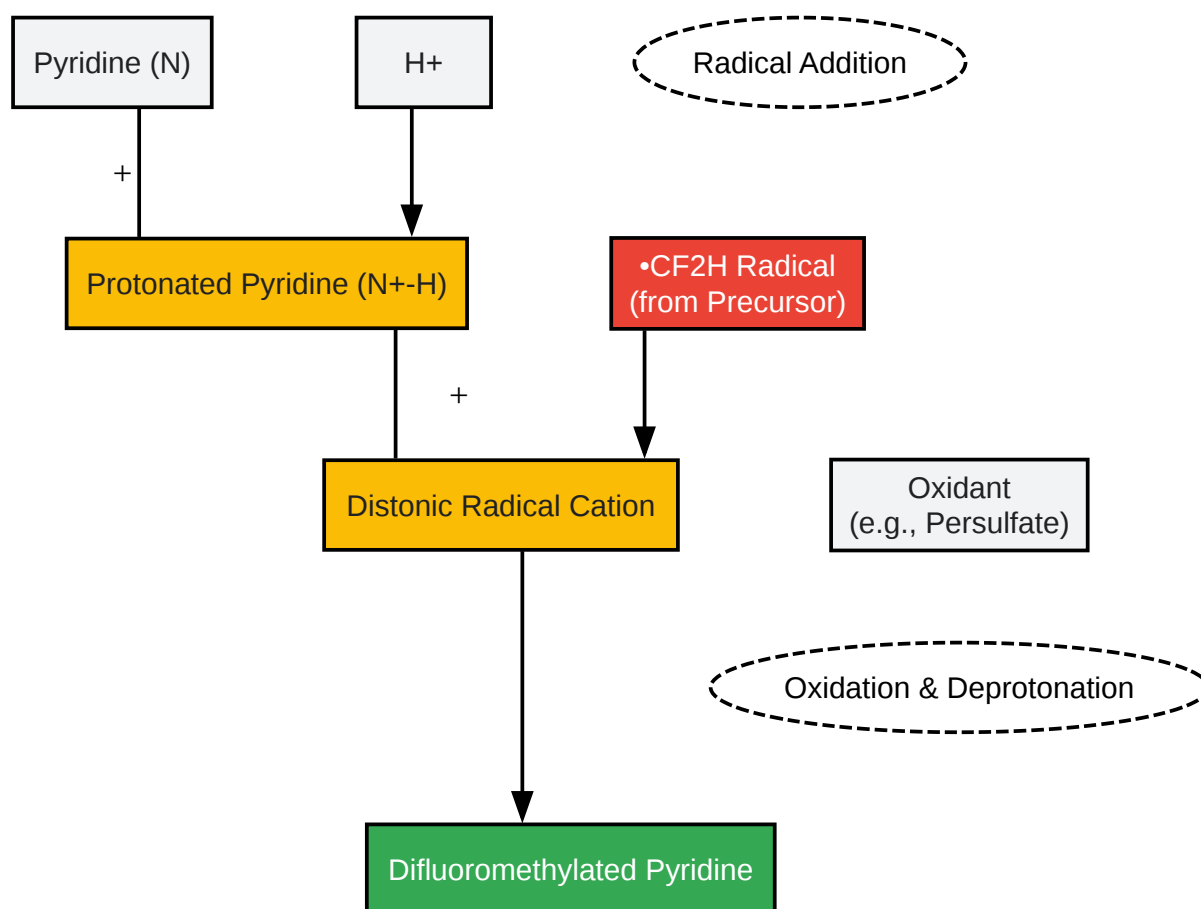 Pyridine (N)
H+
Radical Addition
+
Protonated Pyridine (N+-H)
•CF2H Radical
(from Precursor)
+
Distonic Radical Cation
Oxidant
(e.g., Persulfate)
Oxidation & Deprotonation
Difluoromethylated Pyridine